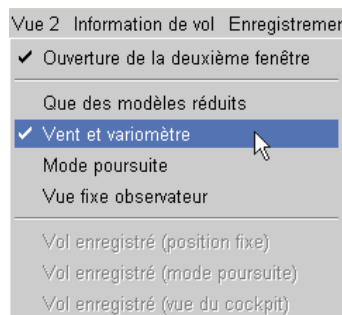 Vue 2 Information de vol Enregistremer
Ouverture de la deuxième fenêtre
Que des modèles réduits
Vent et variomètre
Mode poursuite
Vue fixe observateur
Vol enregistré (position fixe)
Vol enregistré (mode poursuite)
Vol enregistré (vue du cockpit)